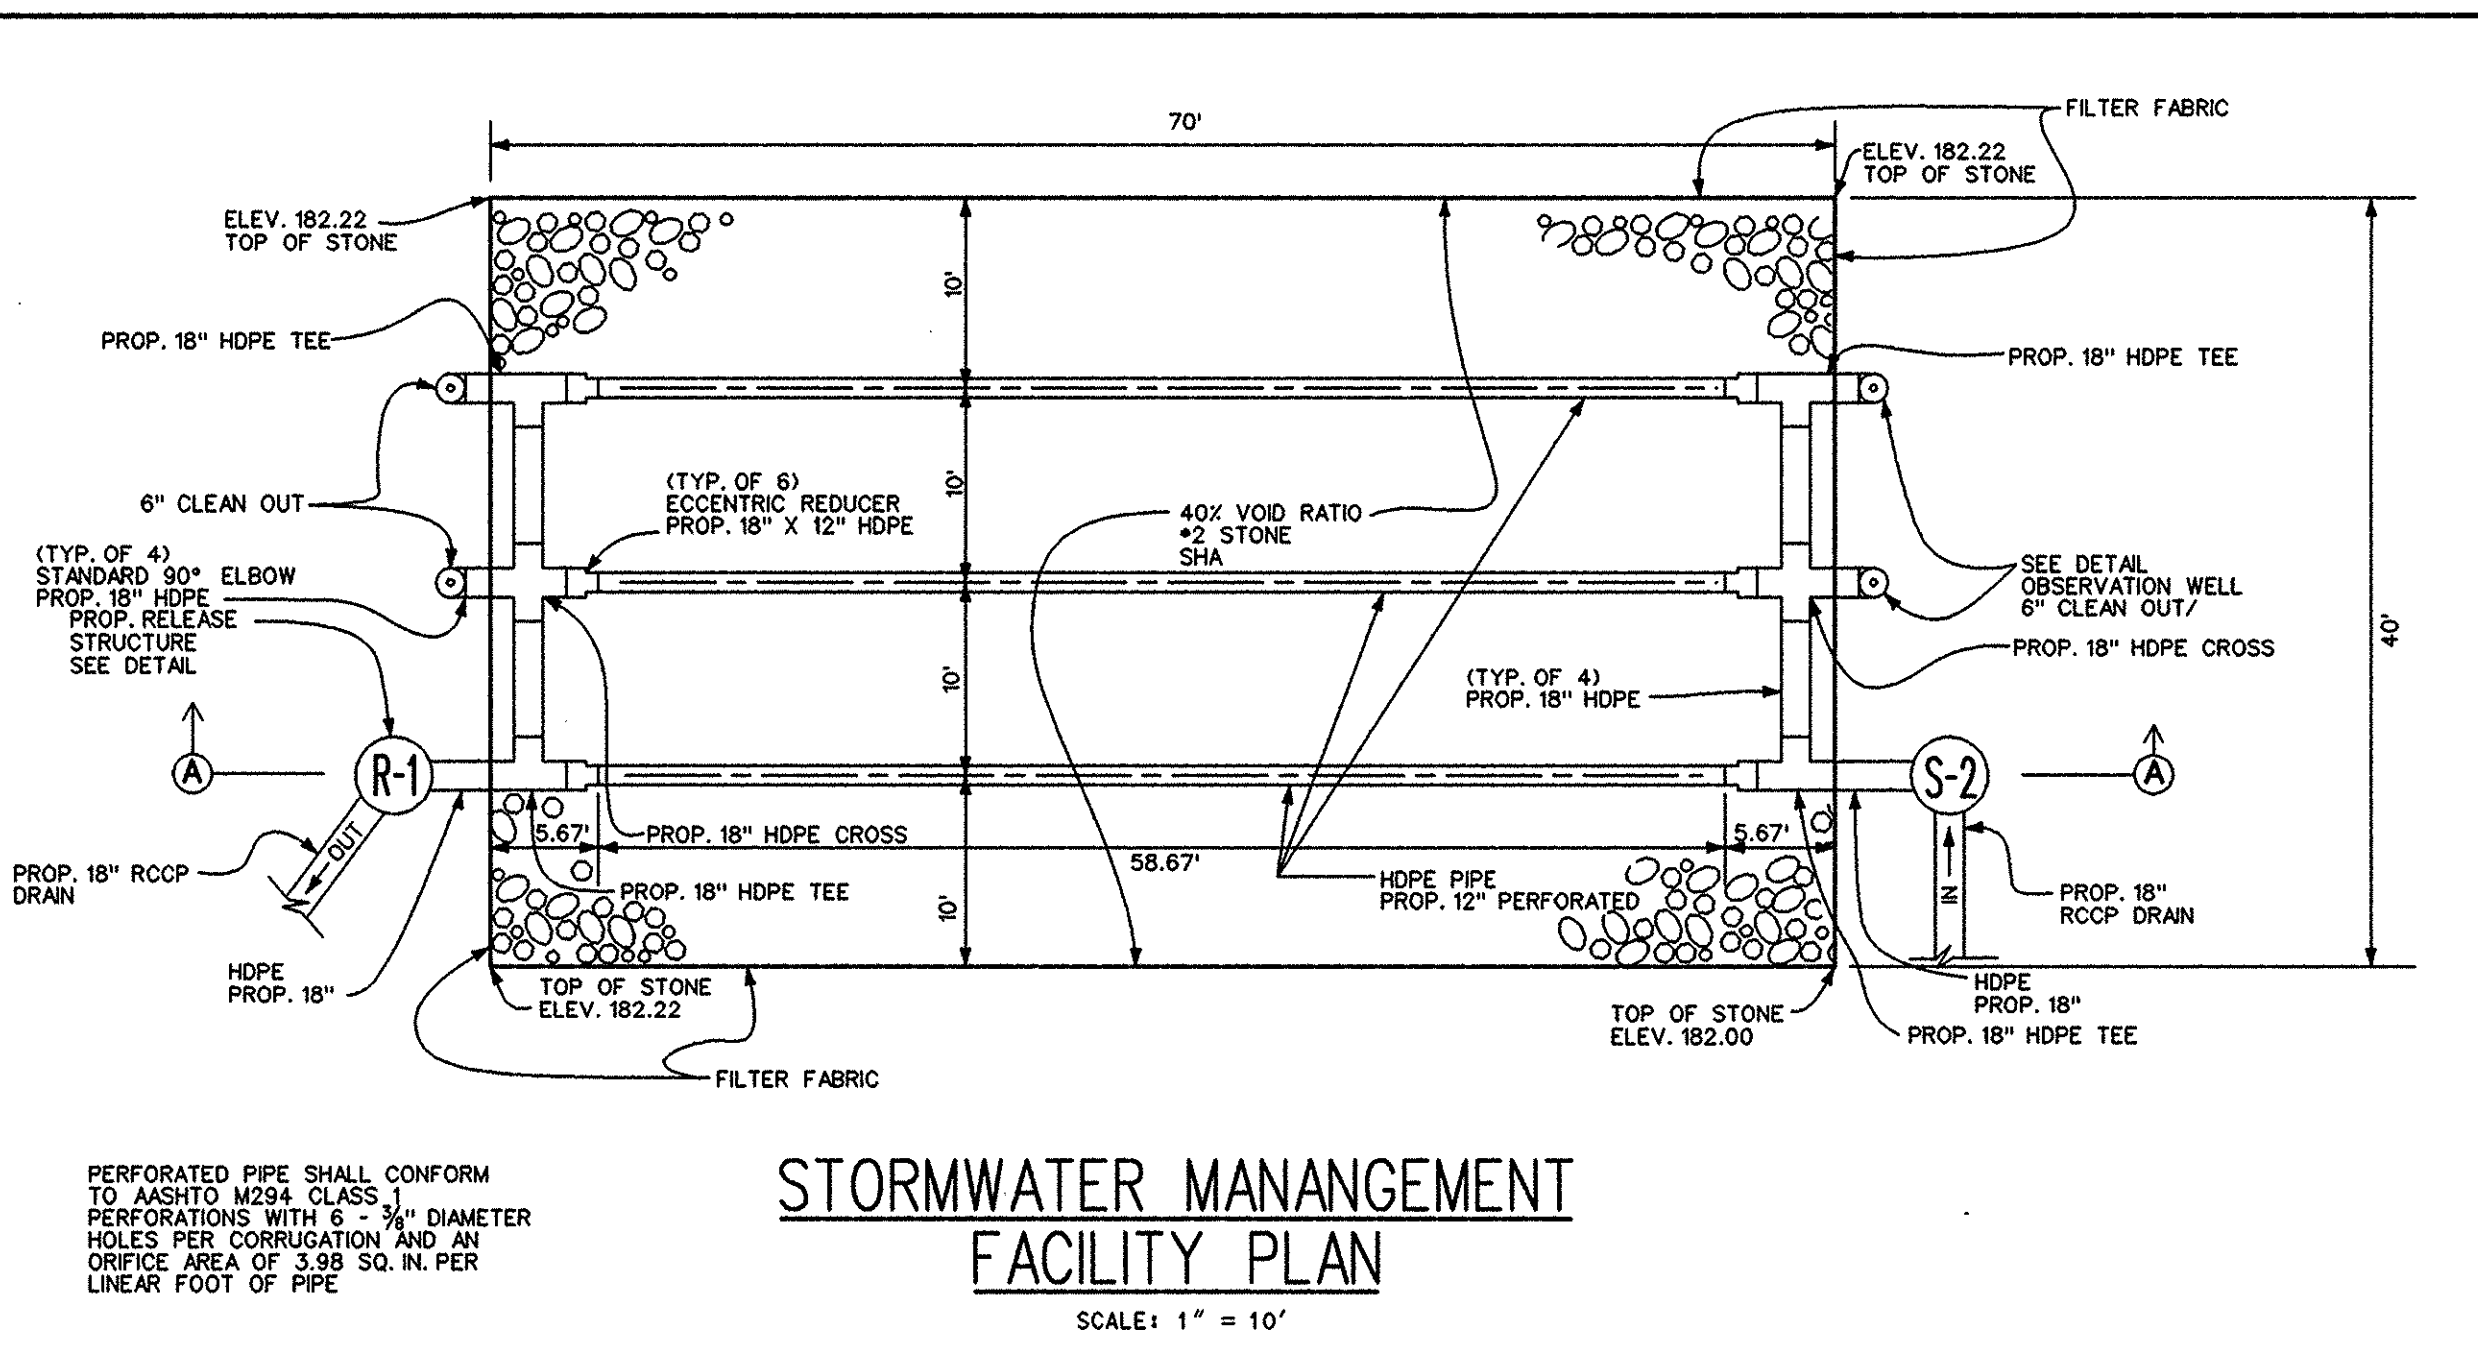 70'
FILTER FABRIC
ELEV. 182.22
TOP OF STONE
ELEV. 182.22
TOP OF STONE
10'
PROP. 18" HDPE TEE
PROP. 18" HDPE TEE
6" CLEAN OUT
(TYP. OF 6)
ECCENTRIC REDUCER
PROP. 18" X 12" HDPE
10'
40% VOID RATIO
*2 STONE
SHA
(TYP. OF 4)
STANDARD 90° ELBOW
PROP. 18" HDPE
PROP. RELEASE
STRUCTURE
SEE DETAIL
SEE DETAIL
OBSERVATION WELL
6" CLEAN OUT/
40'
PROP. 18" HDPE CROSS
10'
(TYP. OF 4)
PROP. 18" HDPE
A
R-1
S-2
A
OUT
5.67'
PROP. 18" HDPE CROSS
58.67'
5.67'
PROP. 18" RCCP
DRAIN
PROP. 18" HDPE TEE
10'
HDPE PIPE
PROP. 12" PERFORATED
IN
PROP. 18"
RCCP DRAIN
HDPE
PROP. 18"
TOP OF STONE
ELEV. 182.22
HDPE
PROP. 18"
TOP OF STONE
ELEV. 182.00
PROP. 18" HDPE TEE
FILTER FABRIC
PERFORATED PIPE SHALL CONFORM
TO AASHTO M294 CLASS 1
PERFORATIONS WITH 6 - 3/8" DIAMETER
HOLES PER CORRUGATION AND AN
ORIFICE AREA OF 3.98 SQ. IN. PER
LINEAR FOOT OF PIPE
STORMWATER MANANGEMENT
FACILITY PLAN
SCALE: 1" = 10'